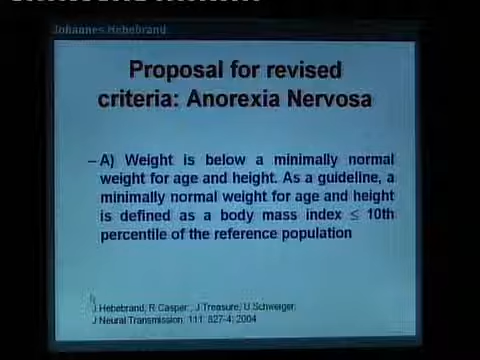 Johannes Hebebrand
Proposal for revised
criteria: Anorexia Nervosa
– A) Weight is below a minimally normal
weight for age and height. As a guideline, a
minimally normal weight for age and height
is defined as a body mass index ≤ 10th
percentile of the reference population
J Hebebrand, R Casper, J Treasure, U Schweiger,
J Neural Transmission, 111: 827-4; 2004